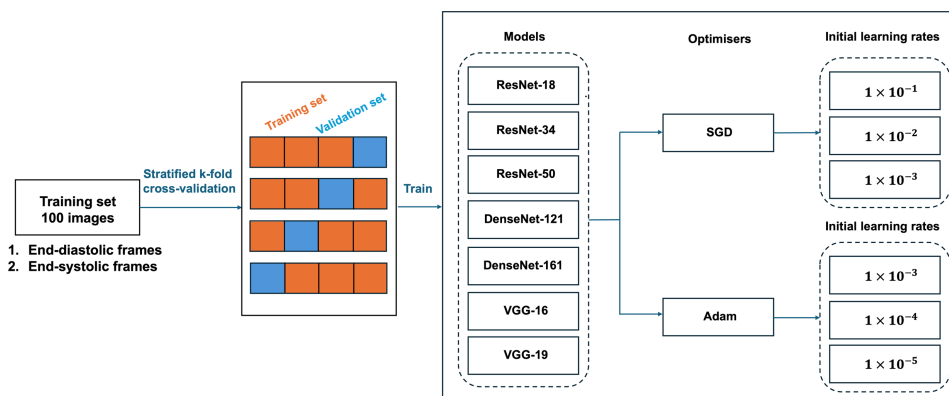 Training set
100 images
1. End-diastolic frames
2. End-systolic frames
Stratified k-fold
cross-validation
Training set
Validation set
Train
Models
ResNet-18
ResNet-34
ResNet-50
DenseNet-121
DenseNet-161
VGG-16
VGG-19
Optimisers
SGD
Adam
Initial learning rates
1 × 10⁻¹
1 × 10⁻²
1 × 10⁻³
Initial learning rates
1 × 10⁻³
1 × 10⁻⁴
1 × 10⁻⁵